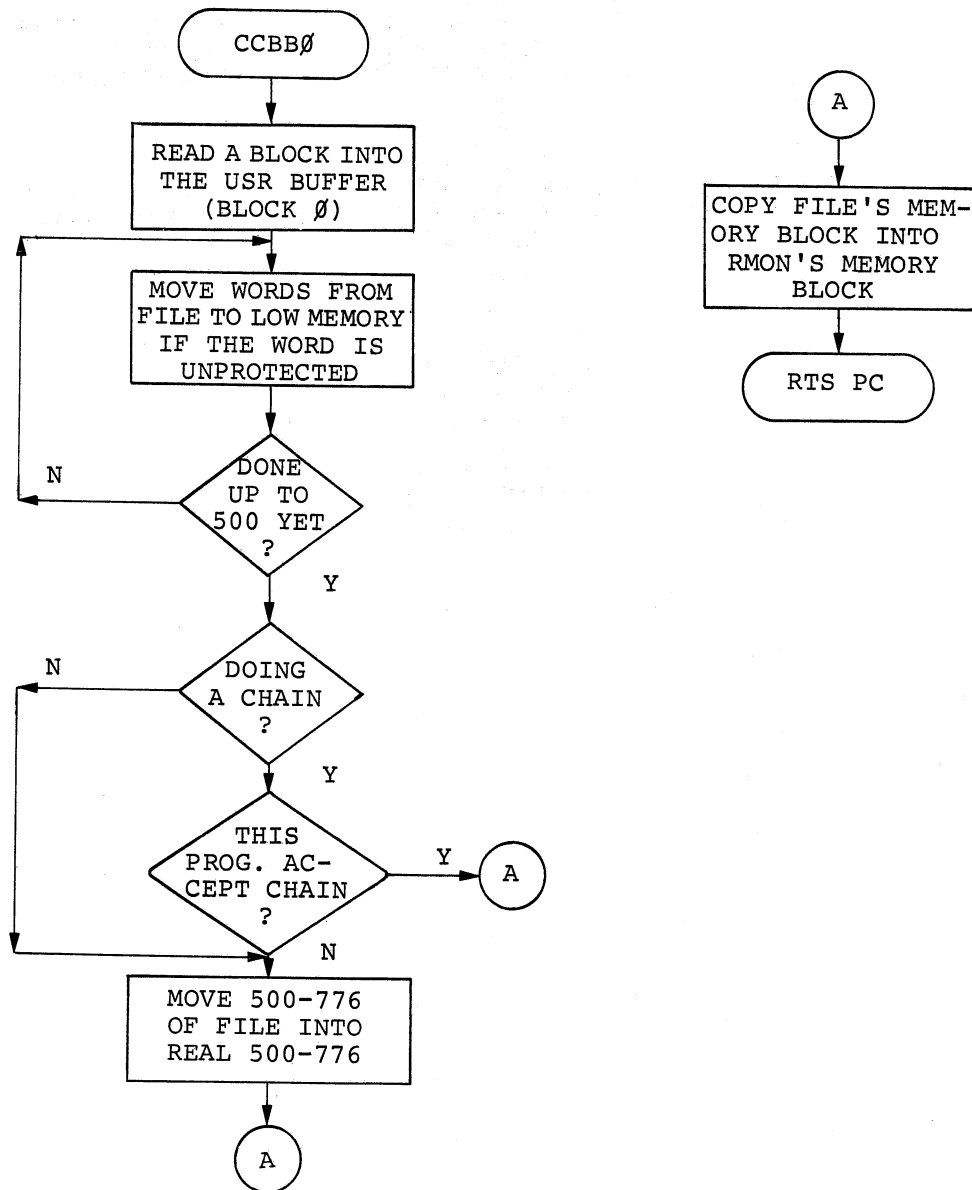 CCBBØ
READ A BLOCK INTO
THE USR BUFFER
(BLOCK Ø)
MOVE WORDS FROM
FILE TO LOW MEMORY
IF THE WORD IS
UNPROTECTED
DONE
UP TO
500 YET
?
N
Y
DOING
A CHAIN
?
N
Y
THIS
PROG. AC-
CEPT CHAIN
?
Y
A
N
MOVE 500-776
OF FILE INTO
REAL 500-776
A
A
COPY FILE'S MEM-
ORY BLOCK INTO
RMON'S MEMORY
BLOCK
RTS PC